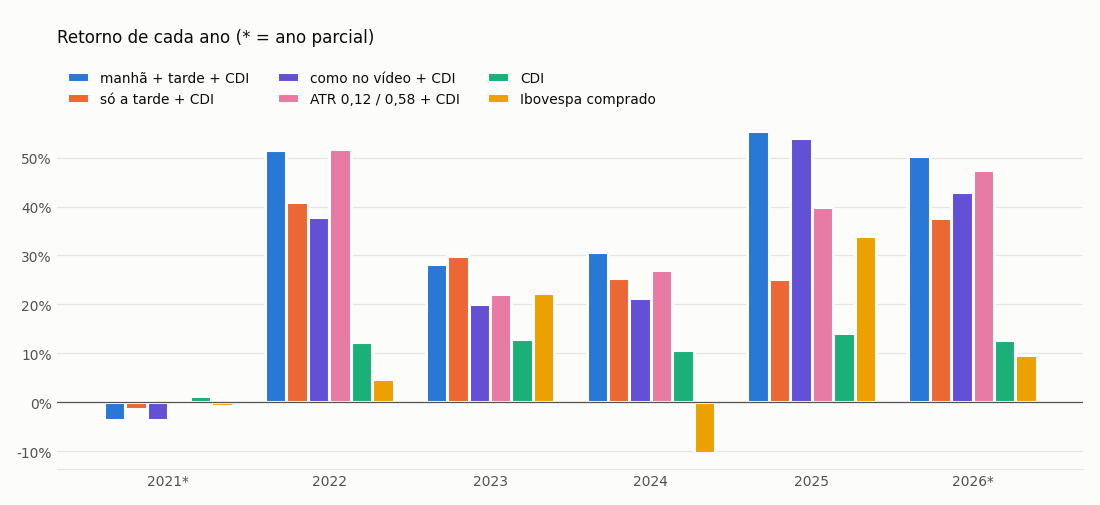 Retorno de cada ano (* = ano parcial)
manhã + tarde + CDI
só a tarde + CDI
como no vídeo + CDI
ATR 0,12 / 0,58 + CDI
CDI
Ibovespa comprado
50%
40%
30%
20%
10%
0%
-10%
2021*
2022
2023
2024
2025
2026*